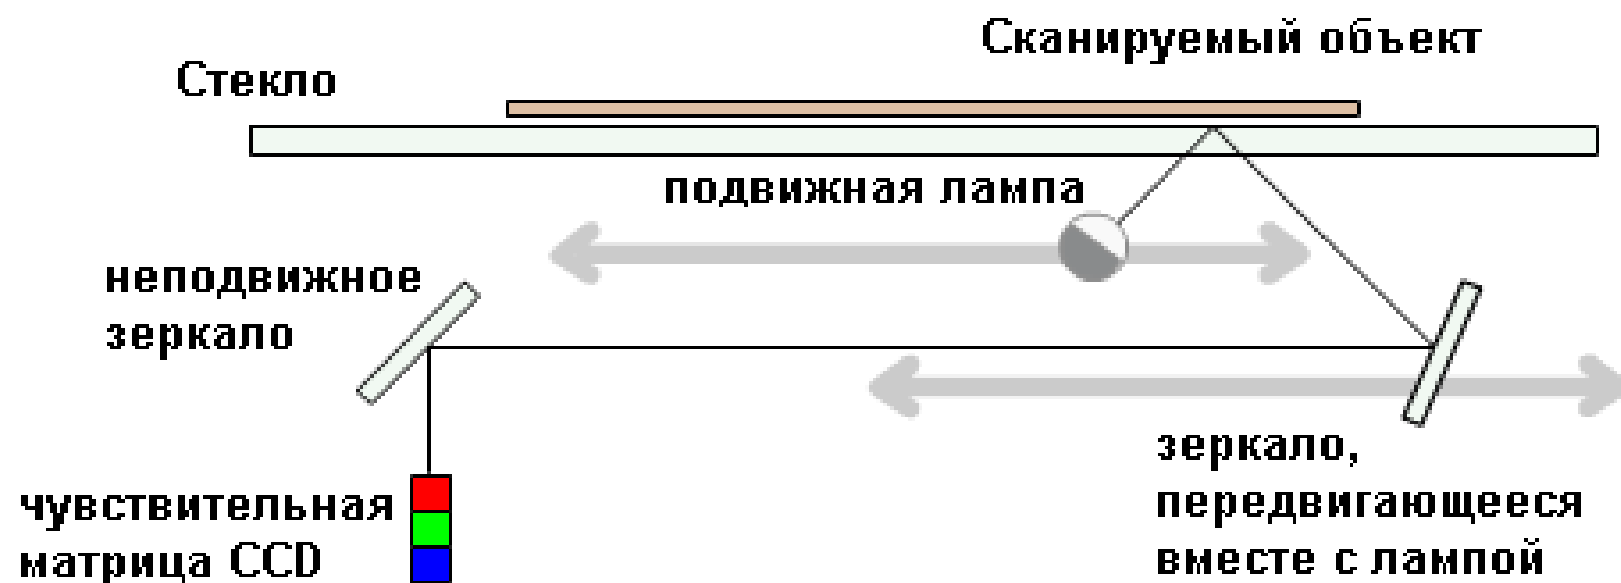 Сканируемый объект
Стекло
подвижная лампа
неподвижное
зеркало
зеркало,
передвигающееся
вместе с лампой
чувствительная
матрица CCD